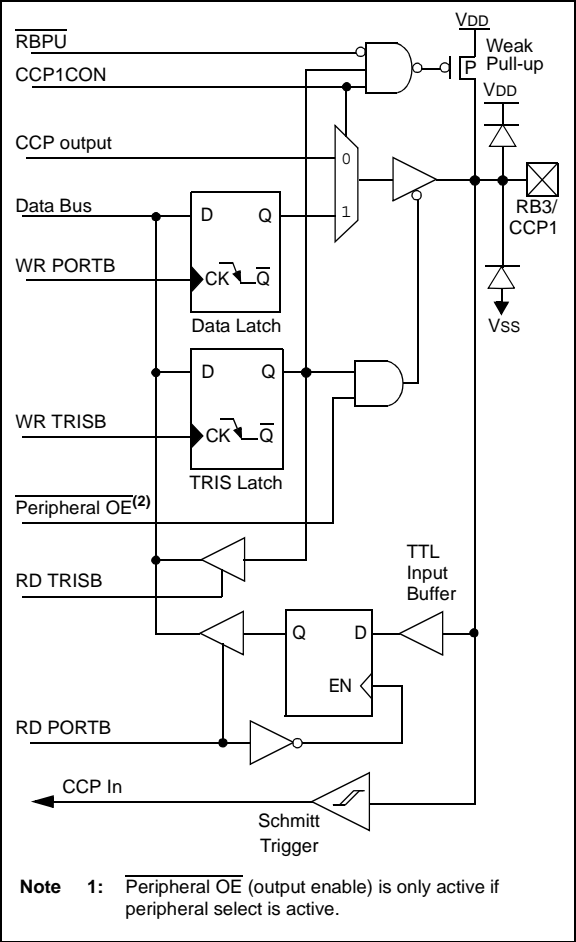 VDD
RBPU
Weak
Pull-up
P
CCP1CON
VDD
CCP output
0
Data Bus
D Q
1
RB3/
CCP1
WR PORTB
CK Q
Data Latch
VSS
D Q
WR TRISB
CK Q
TRIS Latch
Peripheral OE(2)
TTL
Input
Buffer
RD TRISB
Q D
EN
RD PORTB
CCP In
Schmitt
Trigger
Note 1: Peripheral OE (output enable) is only active if
peripheral select is active.